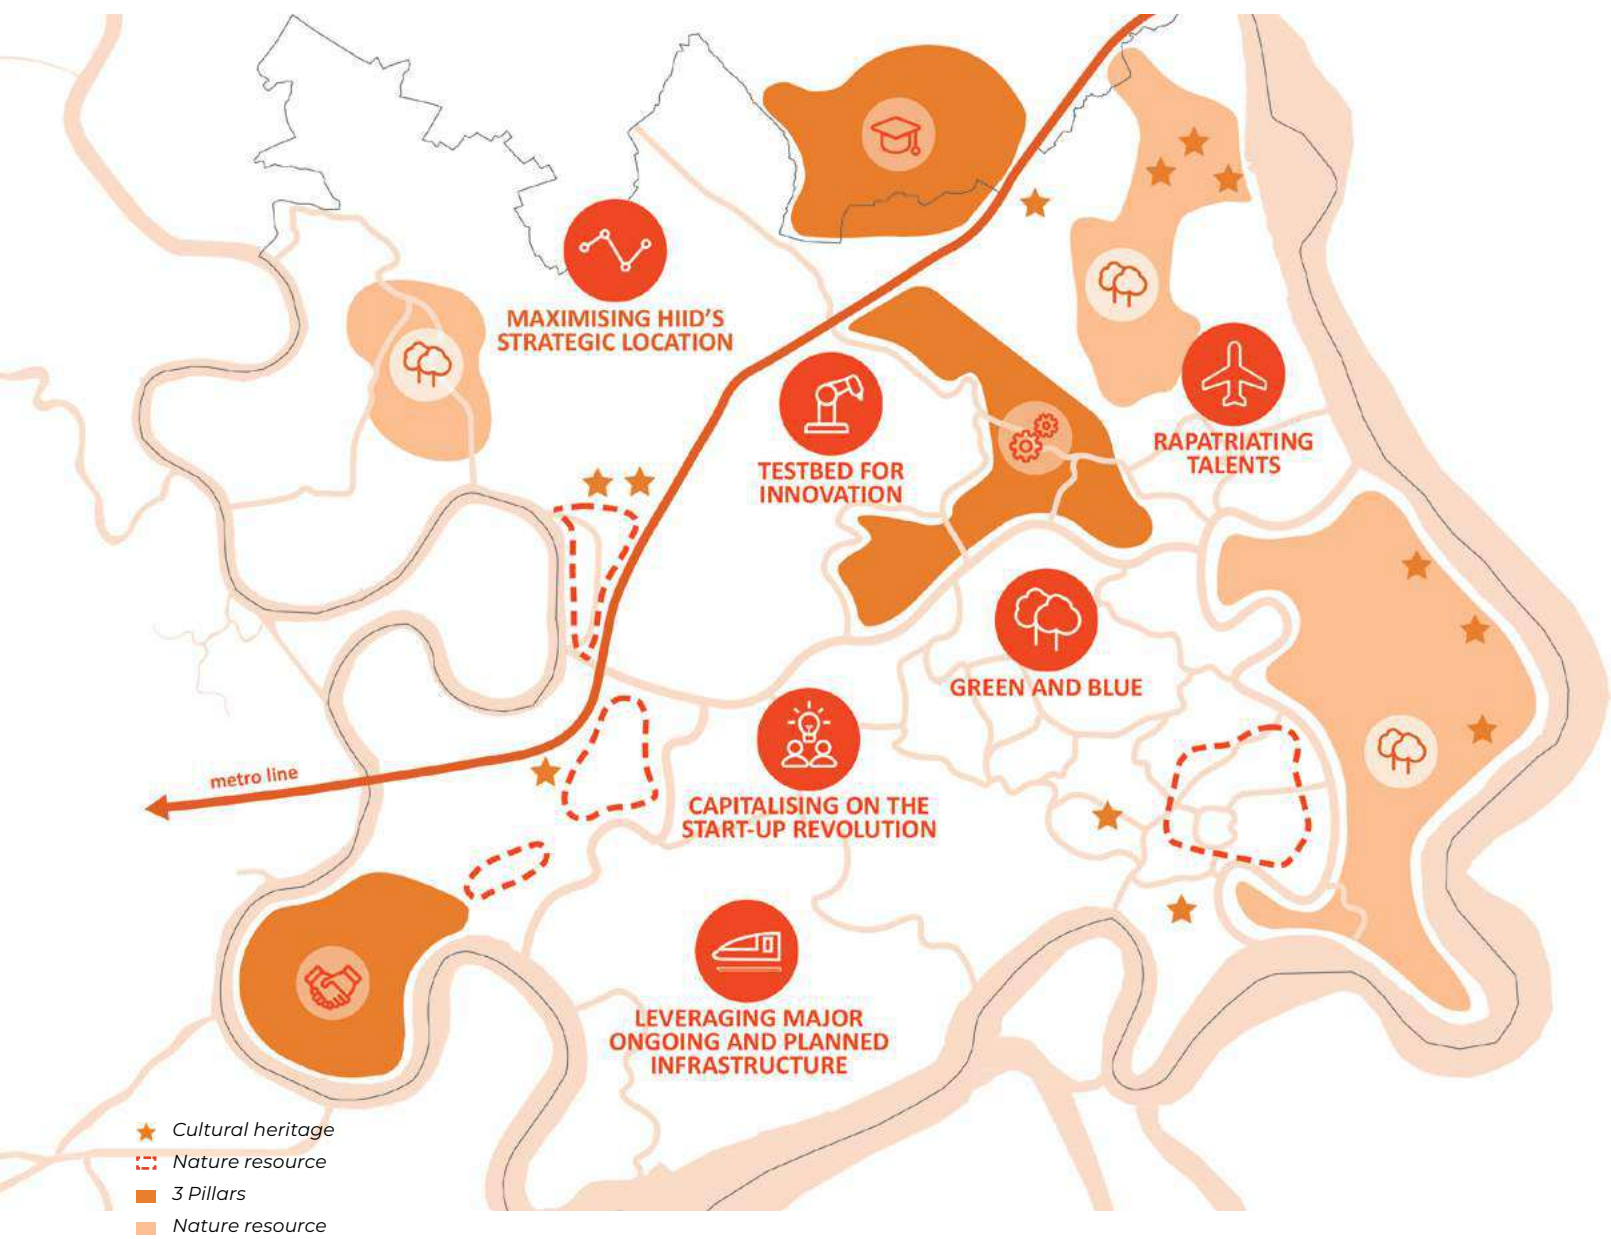 MAXIMISING HIID'S
STRATEGIC LOCATION
TESTBED FOR
INNOVATION
RAPATRIATING
TALENTS
GREEN AND BLUE
metro line
CAPITALISING ON THE
START-UP REVOLUTION
LEVERAGING MAJOR
ONGOING AND PLANNED
INFRASTRUCTURE
Cultural heritage
Nature resource
3 Pillars
Nature resource